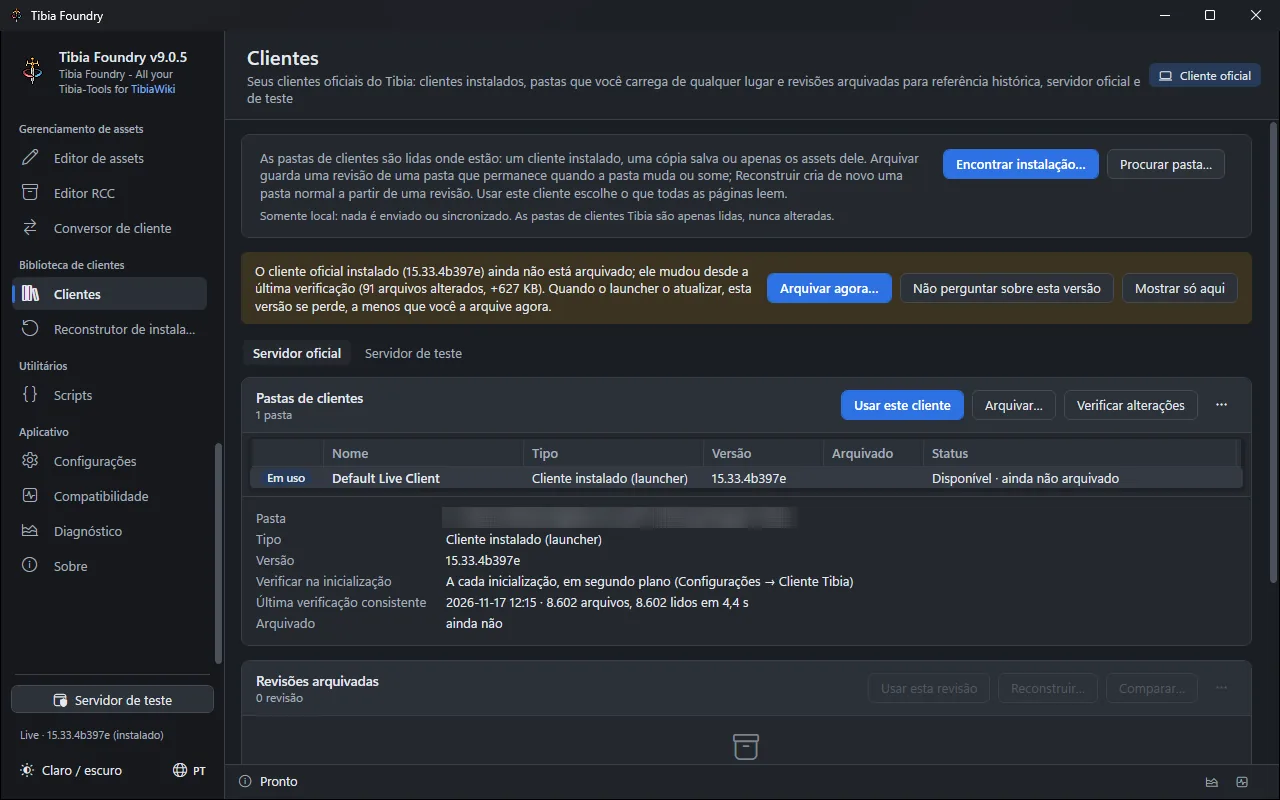 Tibia Foundry
Tibia Foundry v9.0.5
Tibia Foundry - All your
Tibia-Tools for TibiaWiki
Gerenciamento de assets
Editor de assets
Editor RCC
Conversor de cliente
Biblioteca de clientes
Clientes
Reconstrutor de instala...
Utilitários
Scripts
Aplicativo
Configurações
Compatibilidade
Diagnóstico
Sobre
Servidor de teste
Live · 15.33.4b397e (instalado)
Claro / escuro
PT
Clientes
Seus clientes oficiais do Tibia: clientes instalados, pastas que você carrega de qualquer lugar e revisões arquivadas para referência histórica, servidor oficial e
de teste
Cliente oficial
As pastas de clientes são lidas onde estão: um cliente instalado, uma cópia salva ou apenas os assets dele. Arquivar
guarda uma revisão de uma pasta que permanece quando a pasta muda ou some; Reconstruir cria de novo uma
pasta normal a partir de uma revisão. Usar este cliente escolhe o que todas as páginas leem.
Somente local: nada é enviado ou sincronizado. As pastas de clientes Tibia são apenas lidas, nunca alteradas.
Encontrar instalação...
Procurar pasta...
O cliente oficial instalado (15.33.4b397e) ainda não está arquivado; ele mudou desde a
última verificação (91 arquivos alterados, +627 KB). Quando o launcher o atualizar, esta
versão se perde, a menos que você a arquive agora.
Arquivar agora...
Não perguntar sobre esta versão
Mostrar só aqui
Servidor oficial
Servidor de teste
Pastas de clientes
1 pasta
Usar este cliente
Arquivar...
Verificar alterações
...
Nome Tipo Versão Arquivado Status
Em uso Default Live Client Cliente instalado (launcher) 15.33.4b397e Disponível · ainda não arquivado
Pasta
Tipo Cliente instalado (launcher)
Versão 15.33.4b397e
Verificar na inicialização A cada inicialização, em segundo plano (Configurações → Cliente Tibia)
Última verificação consistente 2026-11-17 12:15 · 8.602 arquivos, 8.602 lidos em 4,4 s
Arquivado ainda não
Revisões arquivadas
0 revisão
Usar esta revisão
Reconstruir...
Comparar...
...
Pronto